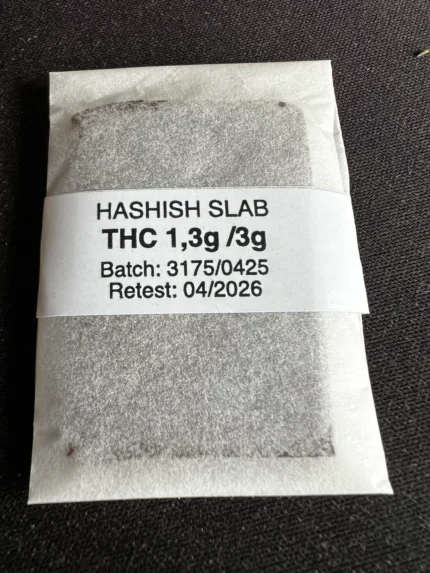 HASHISH SLAB
THC 1,3g /3g
Batch: 3175/0425
Retest: 04/2026